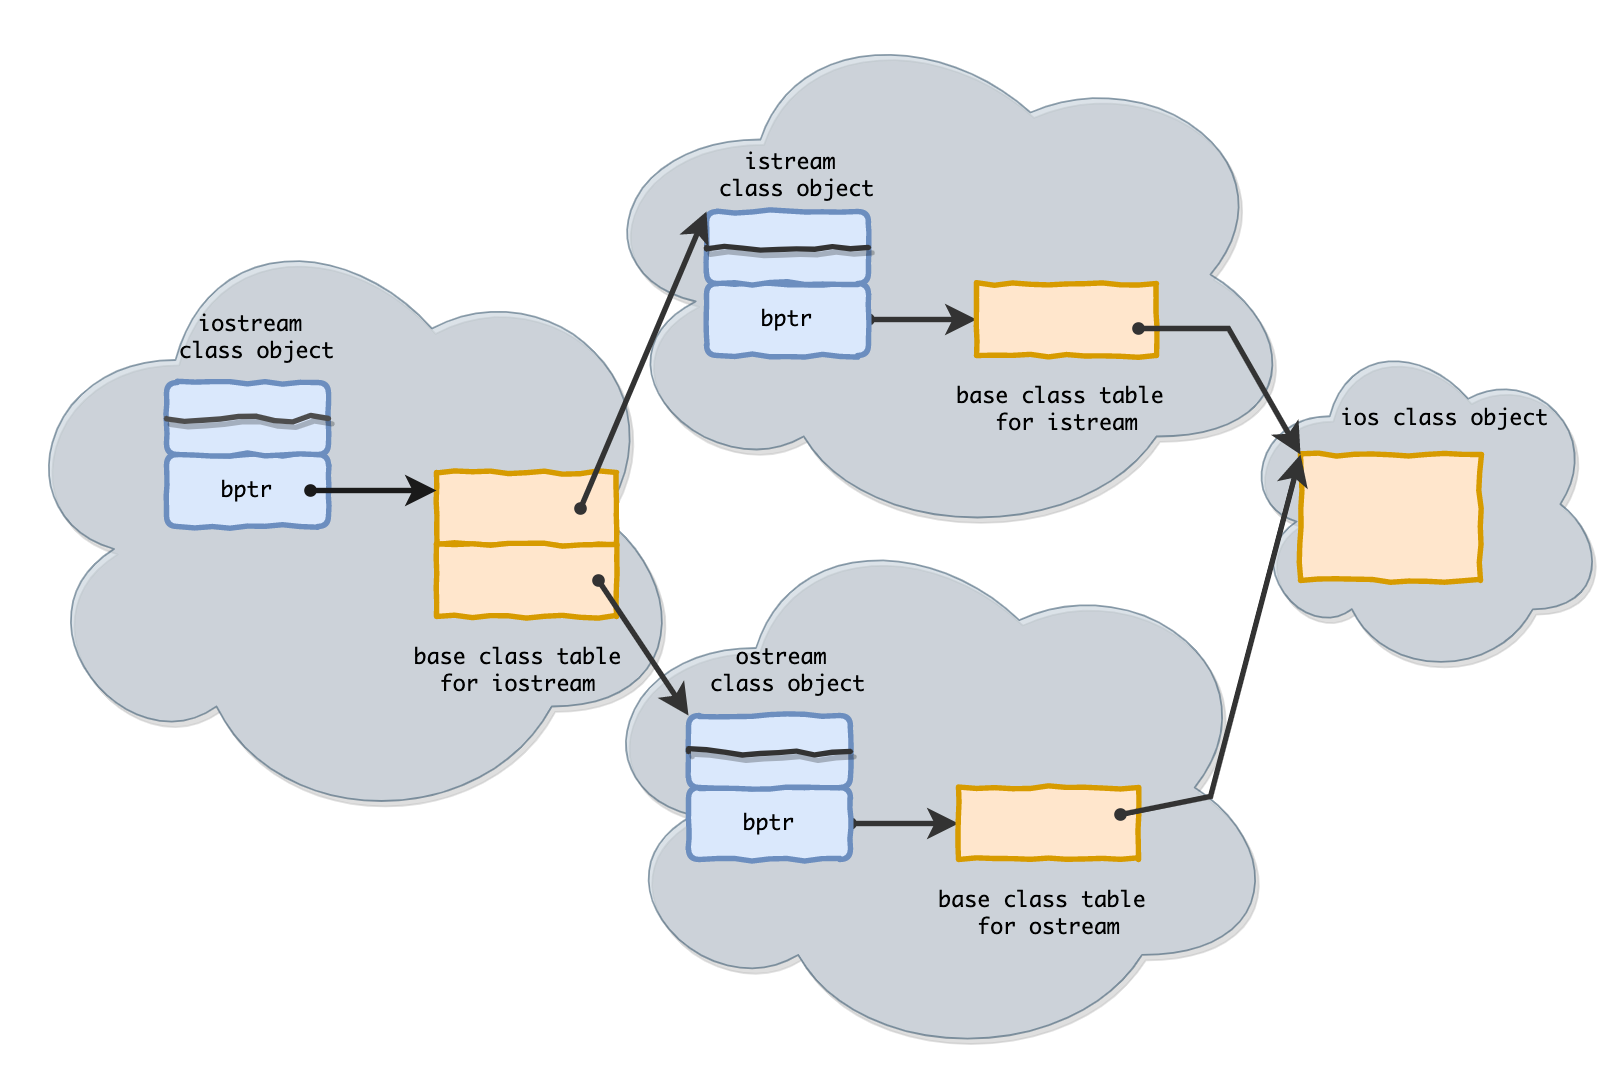 istream
class object
bptr
base class table
for istream
iostream
class object
bptr
base class table
for iostream
ios class object
ostream
class object
bptr
base class table
for ostream